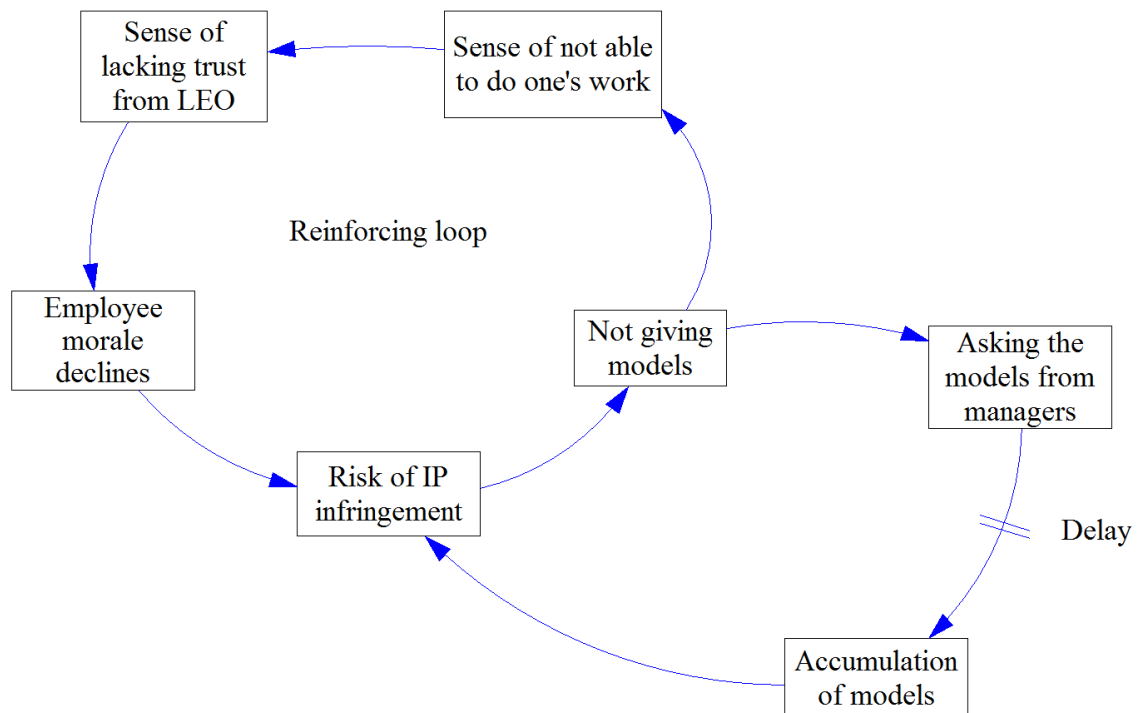 Sense of
lacking trust
from LEO
Sense of not able
to do one's work
Reinforcing loop
Employee
morale
declines
Not giving
models
Asking the
models from
managers
Risk of IP
infringement
Delay
Accumulation
of models